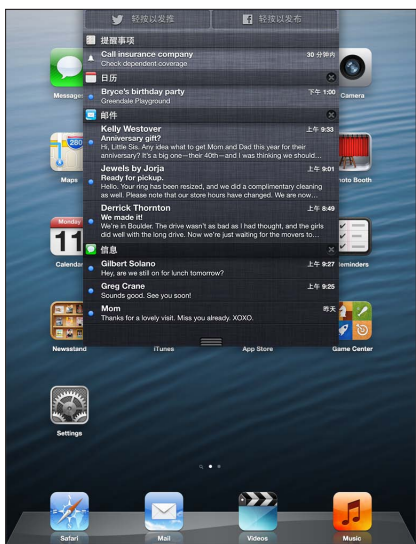 轻按以发推
轻按以发布
提醒事项
Call insurance company
30 分钟内
Check dependent coverage
日历
Bryce's birthday party
下午 1:00
Greendale Playground
邮件
Kelly Westover
上午 9:33
Anniversary gift?
Hi, Little Sis. Any idea what to get Mom and Dad this year for their
anniversary? It's a big one—their 40th—and I was thinking we should…
Jewels by Jorja
上午 9:01
Ready for pickup.
Hello. Your ring has been resized, and we did a complimentary cleaning
as well. Please note that our store hours have changed. We are now…
Derrick Thornton
上午 8:49
We made it!
We're in Boulder. The drive wasn't as bad as I had thought, and the girls
did well with the long drive. Now we're just waiting for the movers to…
信息
Gilbert Solano
上午 9:27
Hey, are we still on for lunch tomorrow?
Greg Crane
上午 9:25
Sounds good. See you soon!
Mom
昨天
Thanks for a lovely visit. Miss you already. XOXO.
Messages
Camera
280
Maps
hoto Booth
Monday
11
Calendar
eminders
Newsstand
iTunes
App Store
Game Center
Settings
Safari
Mail
Videos
Music